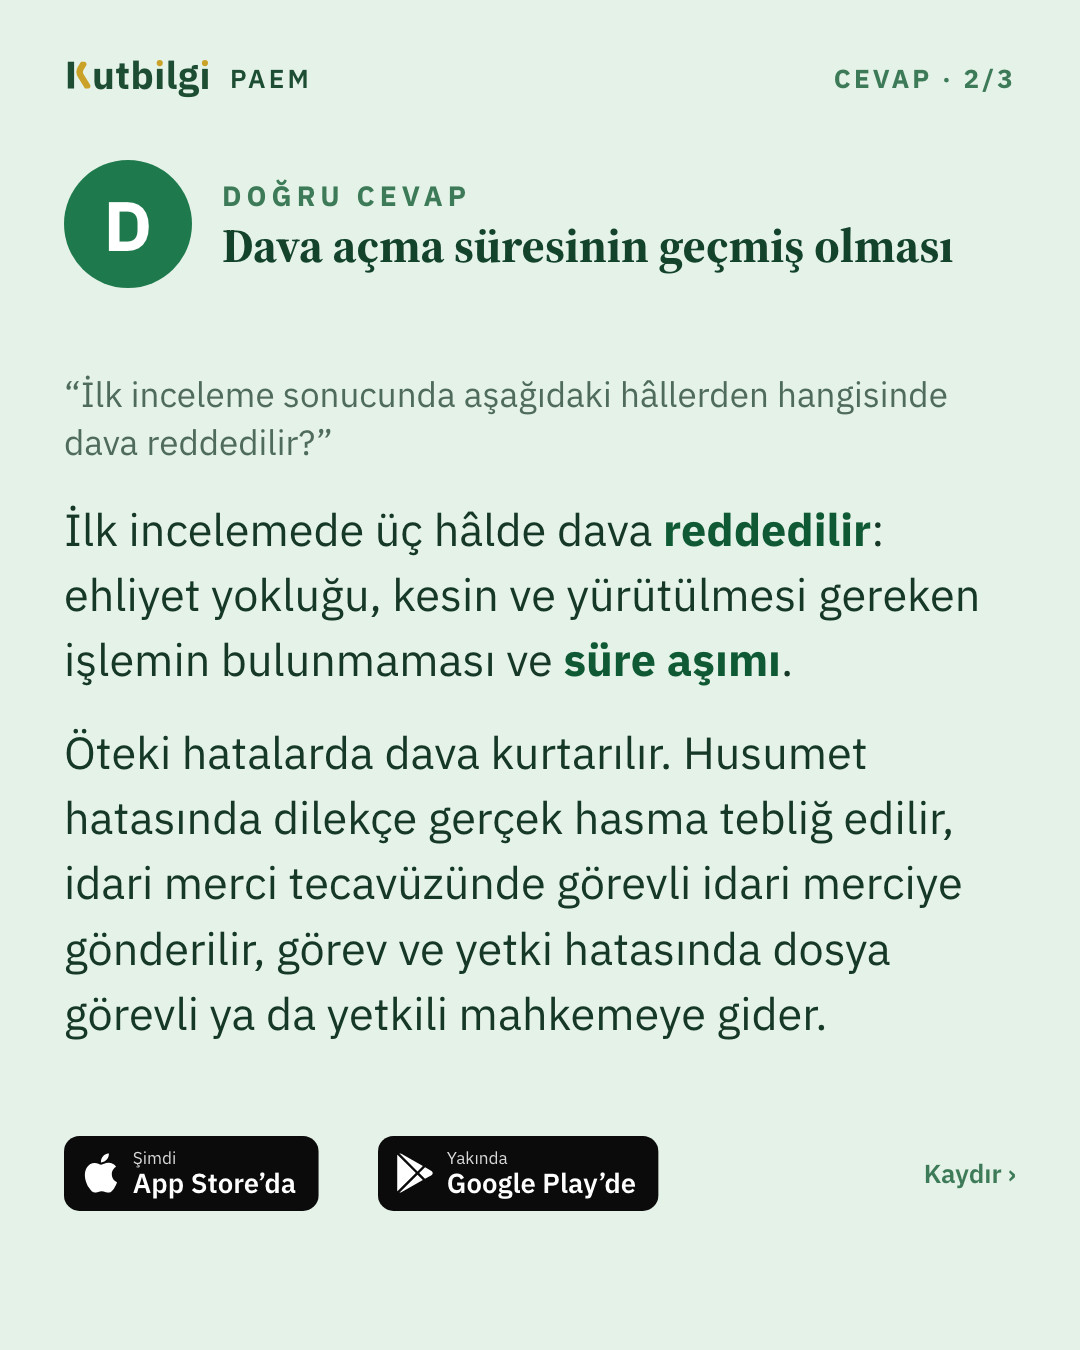 Kutbilgi PAEM
CEVAP · 2/3
D
DOĞRU CEVAP
Dava açma süresinin geçmiş olması
“İlk inceleme sonucunda aşağıdaki hâllerden hangisinde
dava reddedilir?”
İlk incelemede üç hâlde dava reddedilir:
ehliyet yokluğu, kesin ve yürütülmesi gereken
işlemin bulunmaması ve süre aşımı.
Öteki hatalarda dava kurtarılır. Husumet
hatasında dilekçe gerçek hasma tebliğ edilir,
idari merci tecavüzünde görevli idari merciye
gönderilir, görev ve yetki hatasında dosya
görevli ya da yetkili mahkemeye gider.
Şimdi
App Store’da
Yakında
Google Play’de
Kaydır ›